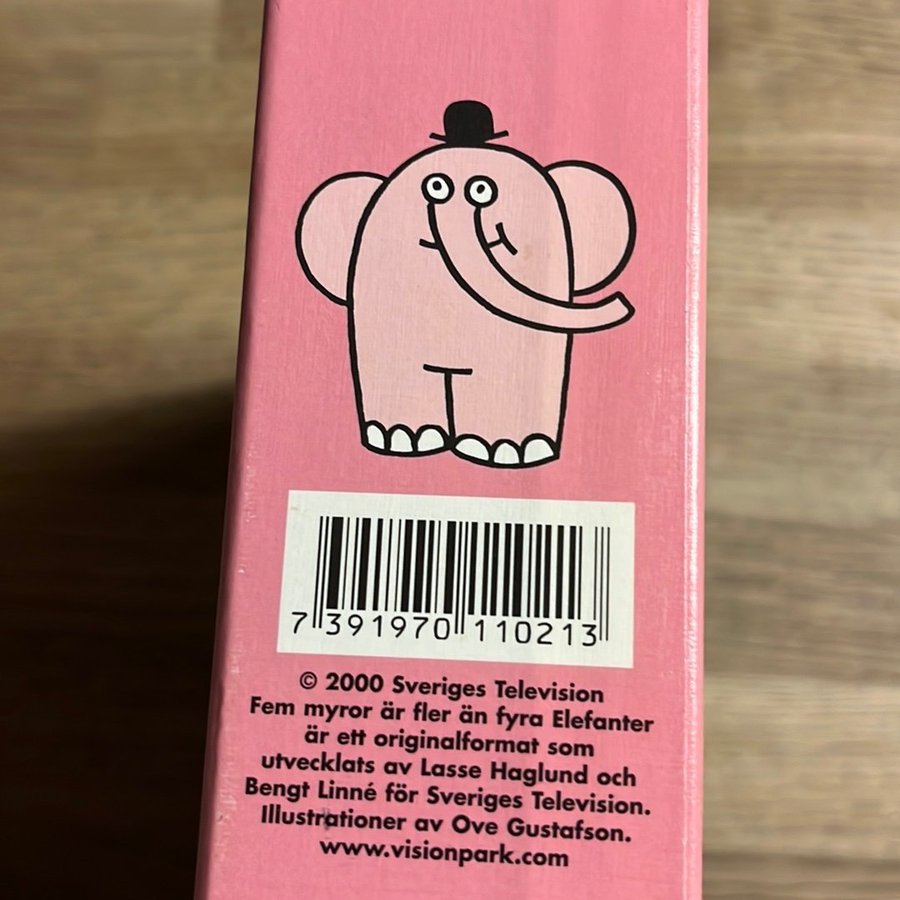 7 391970 110213
© 2000 Sveriges Television
Fem myror är fler än fyra Elefanter
är ett originalformat som
utvecklats av Lasse Haglund och
Bengt Linné för Sveriges Television.
Illustrationer av Ove Gustafson.
www.visionpark.com